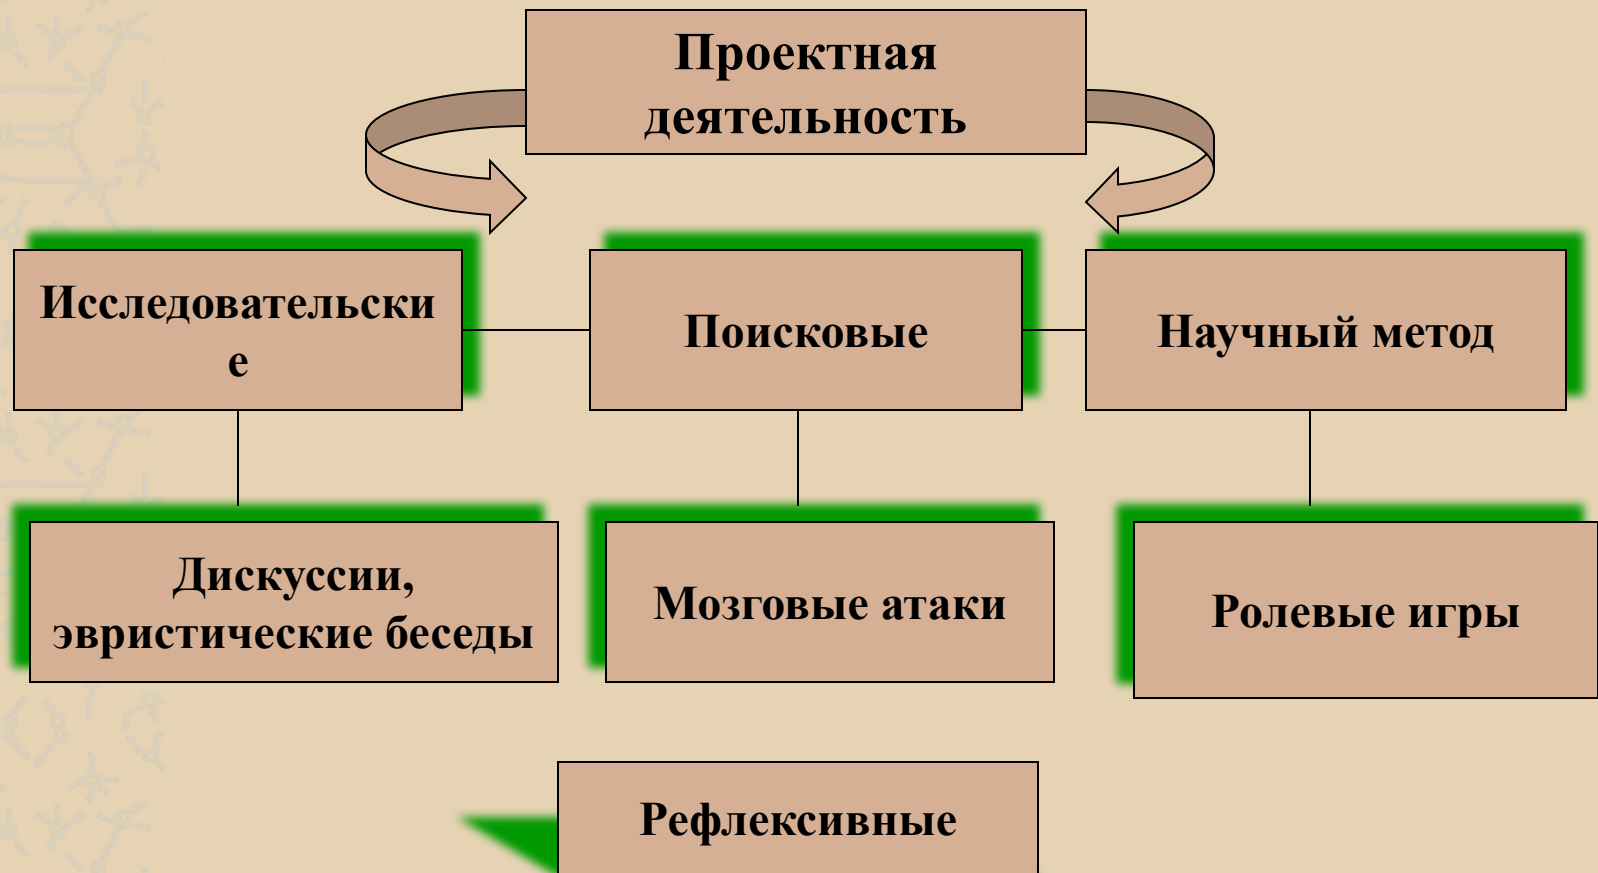 Проектная
деятельность
Исследовательски
е
Поисковые
Научный метод
Дискуссии,
эвристические беседы
Мозговые атаки
Ролевые игры
Рефлексивные